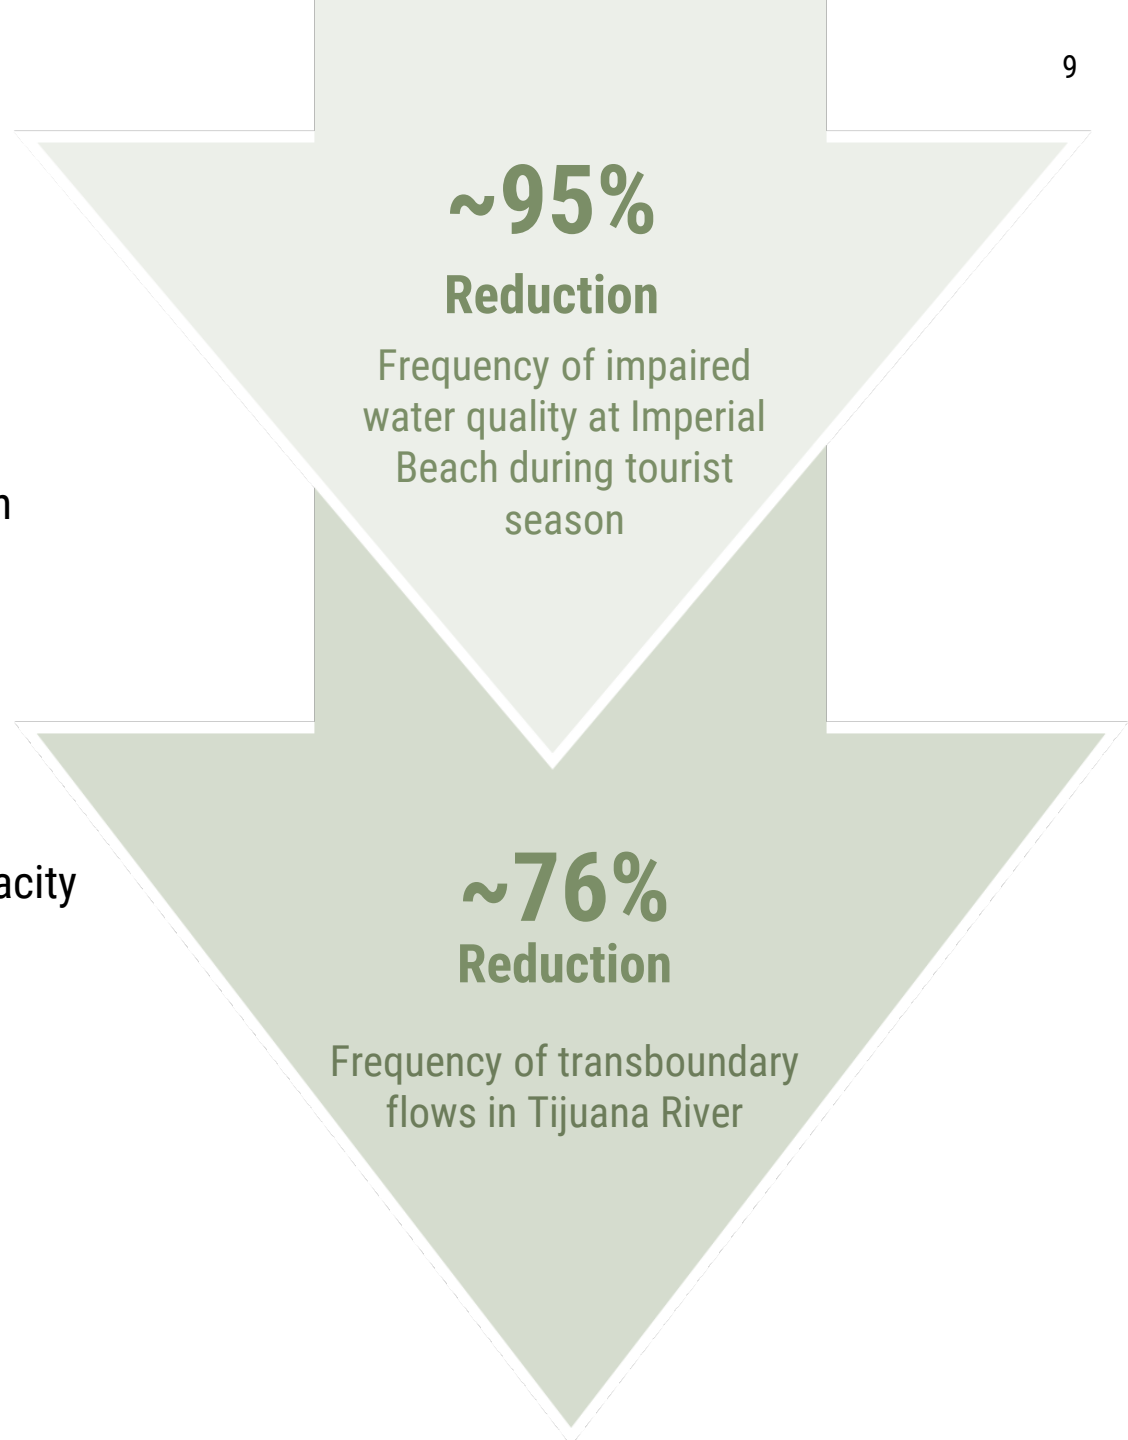 9
~95%
Reduction
Frequency of impaired
water quality at Imperial
Beach during tourist
season
~76%
Reduction
Frequency of transboundary
flows in Tijuana River